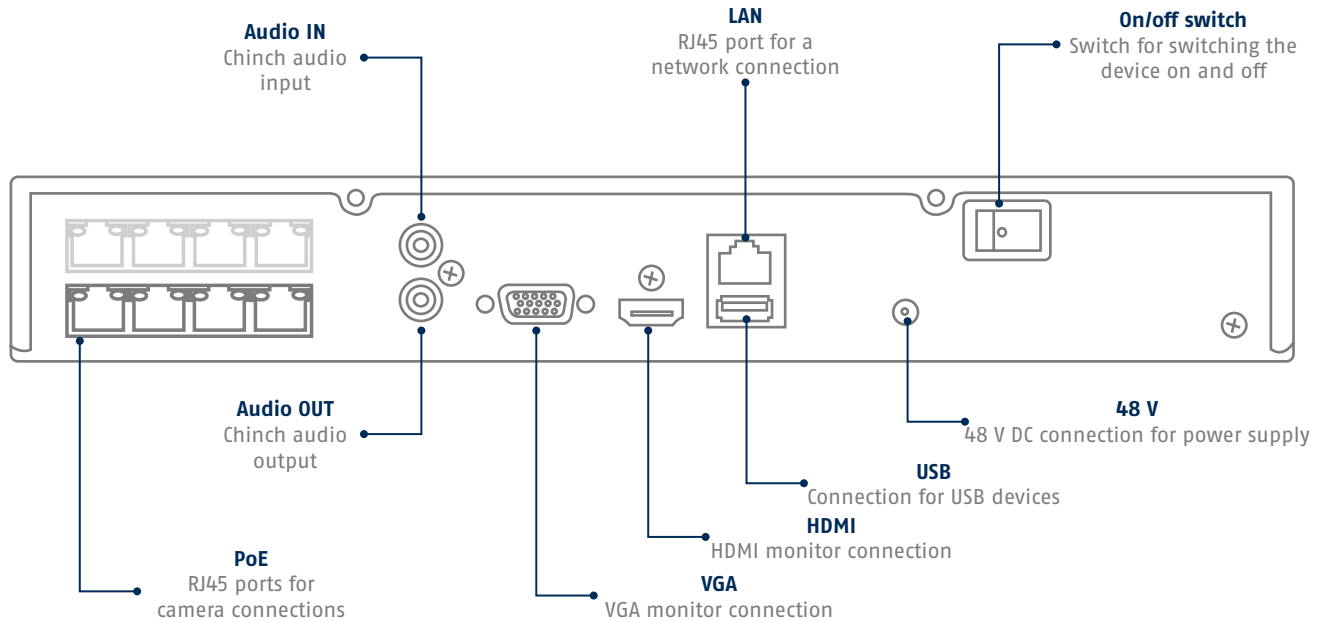 Audio IN
Chinch audio
input
LAN
RJ45 port for a
network connection
On/off switch
Switch for switching the
device on and off
Audio OUT
Chinch audio
output
48 V
48 V DC connection for power supply
USB
Connection for USB devices
HDMI
HDMI monitor connection
PoE
RJ45 ports for
camera connections
VGA
VGA monitor connection